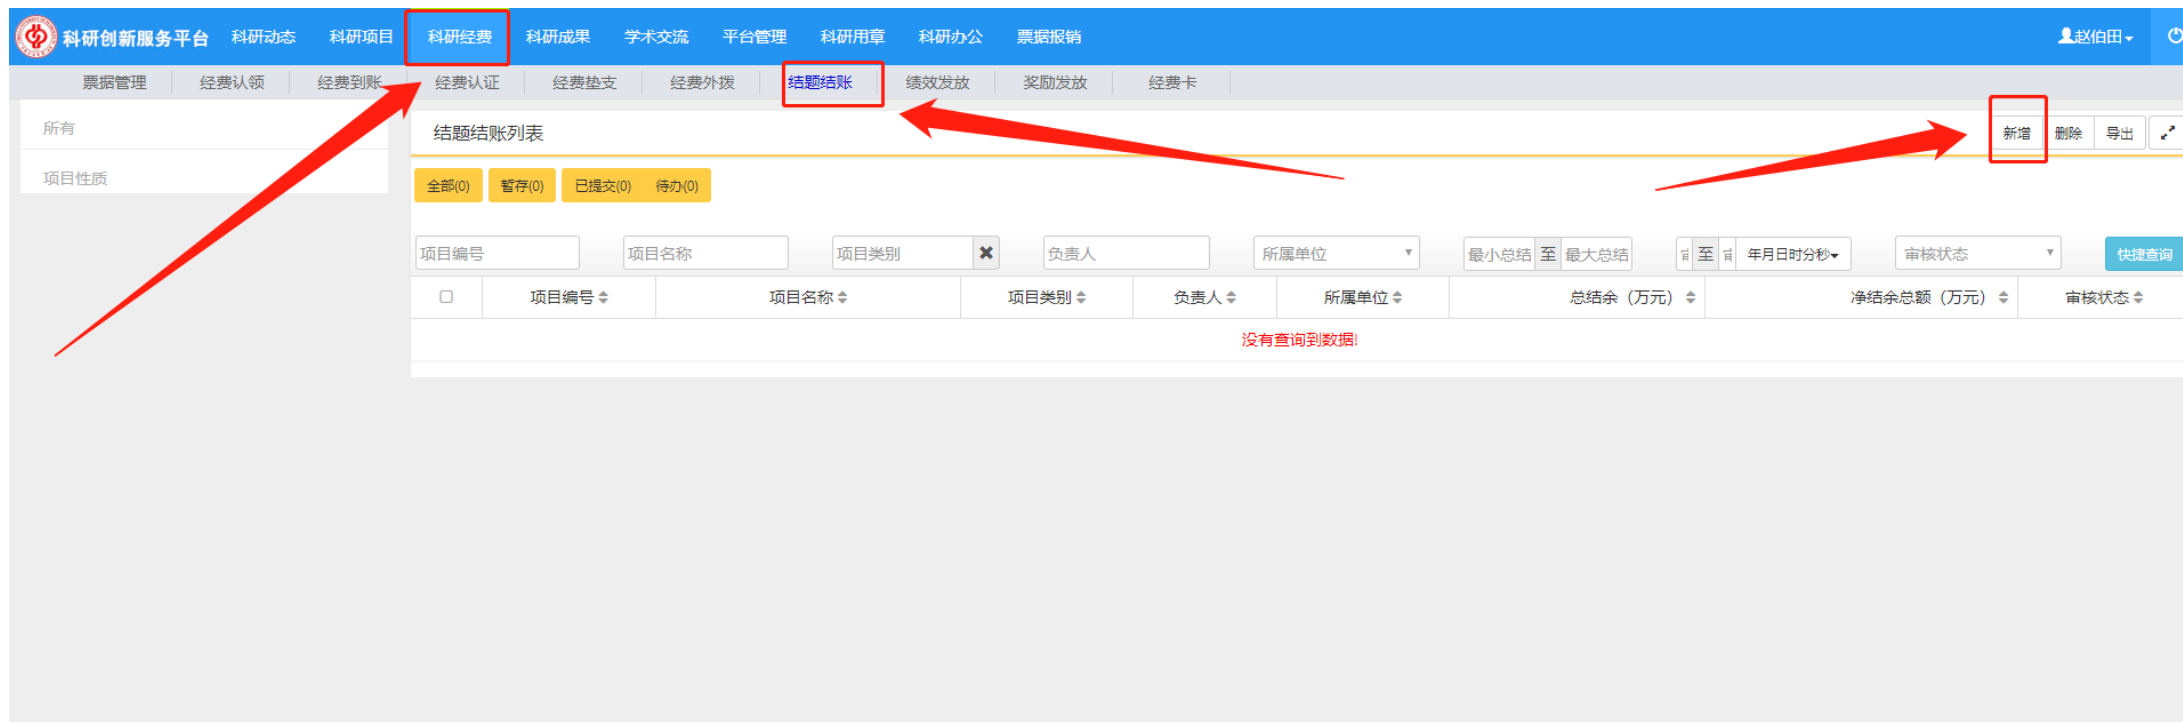 科研创新服务平台 科研动态 科研项目 科研经费 科研成果 学术交流 平台管理 科研用章 科研办公 票据报销 赵伯田
票据管理 经费认领 经费到账 经费认证 经费垫支 经费外拨 结题结账 绩效发放 奖励发放 经费卡
所有
项目性质
结题结账列表 新增 删除 导出
全部(0) 暂存(0) 已提交(0) 待办(0)
项目编号 项目名称 项目类别 负责人 所属单位 最小总结 至 最大总结 至 年月日时分秒 审核状态 快捷查询
项目编号 项目名称 项目类别 负责人 所属单位 总结余（万元） 净结余总额（万元） 审核状态
没有查询到数据!